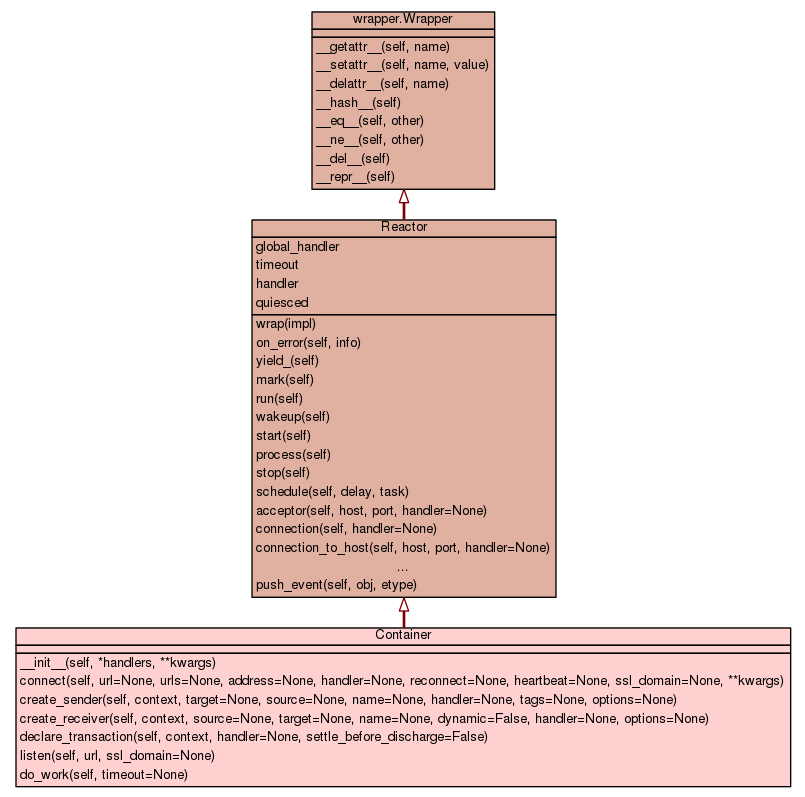 wrapper.Wrapper
__getattr__(self, name)
__setattr__(self, name, value)
__delattr__(self, name)
__hash__(self)
__eq__(self, other)
__ne__(self, other)
__del__(self)
__repr__(self)
Reactor
global_handler
timeout
handler
quiesced
wrap(impl)
on_error(self, info)
yield_(self)
mark(self)
run(self)
wakeup(self)
start(self)
process(self)
stop(self)
schedule(self, delay, task)
acceptor(self, host, port, handler=None)
connection(self, handler=None)
connection_to_host(self, host, port, handler=None)
...
push_event(self, obj, etype)
Container
__init__(self, *handlers, **kwargs)
connect(self, url=None, urls=None, address=None, handler=None, reconnect=None, heartbeat=None, ssl_domain=None, **kwargs)
create_sender(self, context, target=None, source=None, name=None, handler=None, tags=None, options=None)
create_receiver(self, context, source=None, target=None, name=None, dynamic=False, handler=None, options=None)
declare_transaction(self, context, handler=None, settle_before_discharge=False)
listen(self, url, ssl_domain=None)
do_work(self, timeout=None)